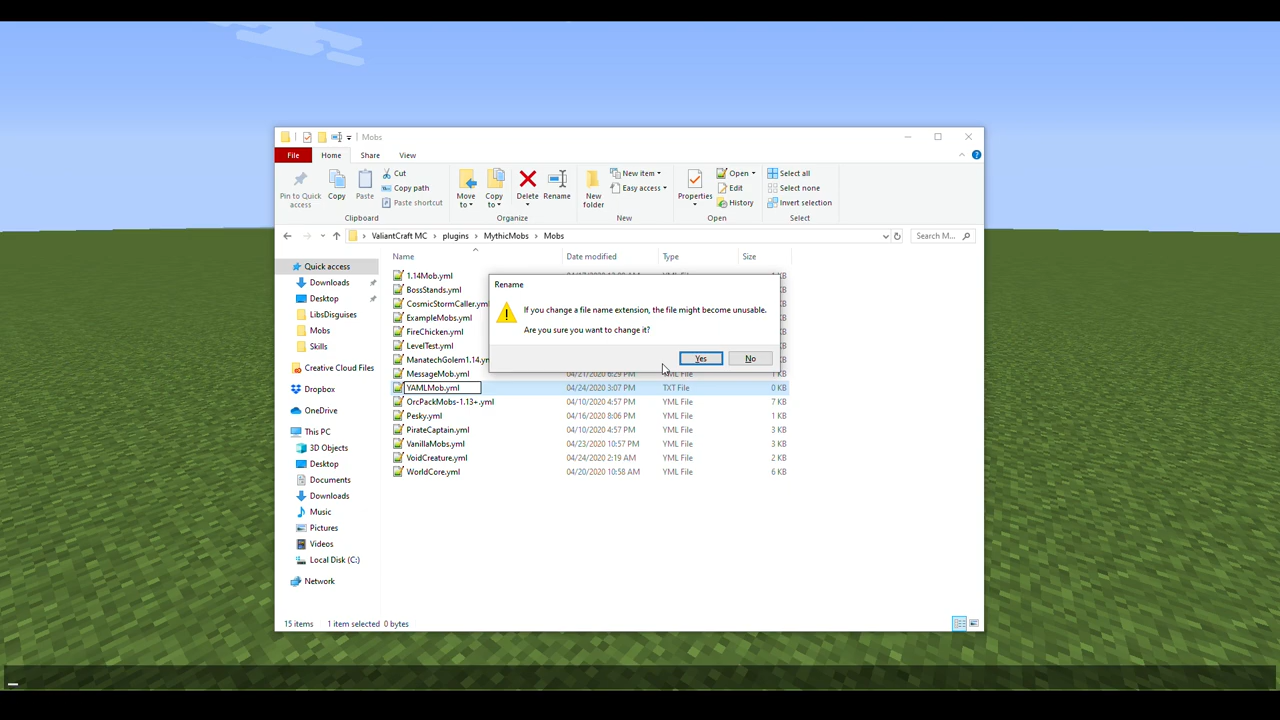 Mobs
File
Home
Share
View
Pin to Quick access
Copy
Paste
Cut
Copy path
Paste shortcut
Clipboard
Move to
Copy to
Delete
Rename
Organize
New folder
New item
Easy access
New
Properties
Open
Edit
History
Open
Select all
Select none
Invert selection
Select
ValiantCraft MC > plugins > MythicMobs > Mobs
Search M...
Name Date modified Type Size
Quick access
Downloads
Desktop
LibsDisguises
Mobs
Skills
Creative Cloud Files
Dropbox
OneDrive
This PC
3D Objects
Desktop
Documents
Downloads
Music
Pictures
Videos
Local Disk (C:)
Network
1.14Mob.yml
BossStands.yml
CosmicStormCaller.yml
ExampleMobs.yml
FireChicken.yml
LevelTest.yml
ManatechGolem1.14.ym
MessageMob.yml 04/21/2020 6:29 PM YML File 1 KB
YAMLMob.yml 04/24/2020 3:07 PM TXT File 0 KB
OrcPackMobs-1.13+.yml 04/10/2020 4:57 PM YML File 7 KB
Pesky.yml 04/16/2020 8:06 PM YML File 1 KB
PirateCaptain.yml 04/10/2020 4:57 PM YML File 3 KB
VanillaMobs.yml 04/23/2020 10:57 PM YML File 3 KB
VoidCreature.yml 04/24/2020 2:19 AM YML File 2 KB
WorldCore.yml 04/20/2020 10:58 AM YML File 6 KB
Rename
If you change a file name extension, the file might become unusable.
Are you sure you want to change it?
Yes
No
15 items 1 item selected 0 bytes